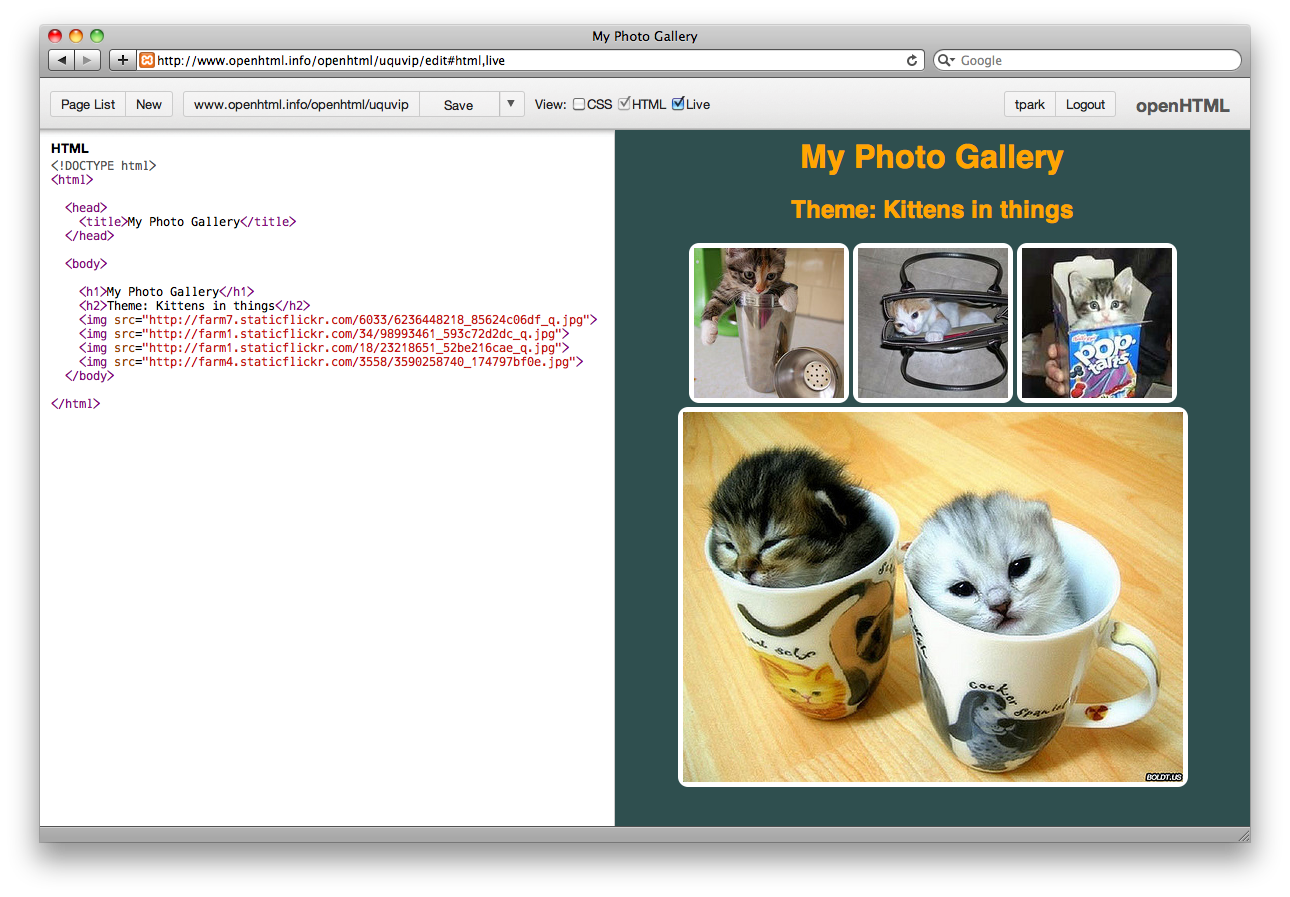 My Photo Gallery
http://www.openhtml.info/openhtml/uquvip/edit#html,live
Google
Page List New www.openhtml.info/openhtml/uquvip Save View: CSS HTML Live tpark Logout openHTML
HTML
<!DOCTYPE html>
<html>
<head>
<title>My Photo Gallery</title>
</head>
<body>
<h1>My Photo Gallery</h1>
<h2>Theme: Kittens in things</h2>
<img src="http://farm7.staticflickr.com/6033/6236448218_85624c06df_q.jpg">
<img src="http://farm1.staticflickr.com/34/98993461_593c72d2dc_q.jpg">
<img src="http://farm1.staticflickr.com/18/23218651_52be216cae_q.jpg">
<img src="http://farm4.staticflickr.com/3558/3590258740_174797bf0e.jpg">
</body>
</html>
My Photo Gallery
Theme: Kittens in things
pop·tarts
self
cocker spaniel
BOLDT.US